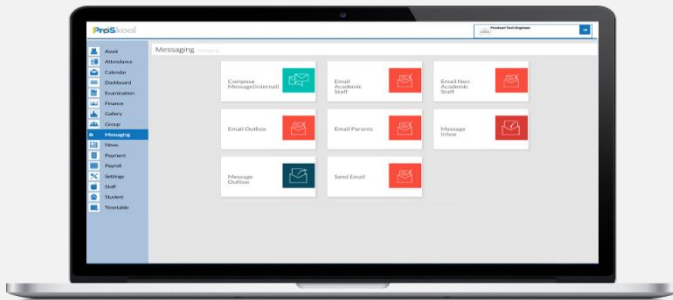 ProSkool
Proskool Test Engineer
Asset
Attendance
Calendar
Dashboard
Examination
Finance
Gallery
Group
Messaging
News
Payment
Payroll
Settings
Staff
Student
Timetable
Messaging
Compose
Message(Internal)
Email
Academic
Staff
Email Non
Academic
Staff
Email Outbox
Email Parents
Message
Inbox
Message
Outbox
Send Email